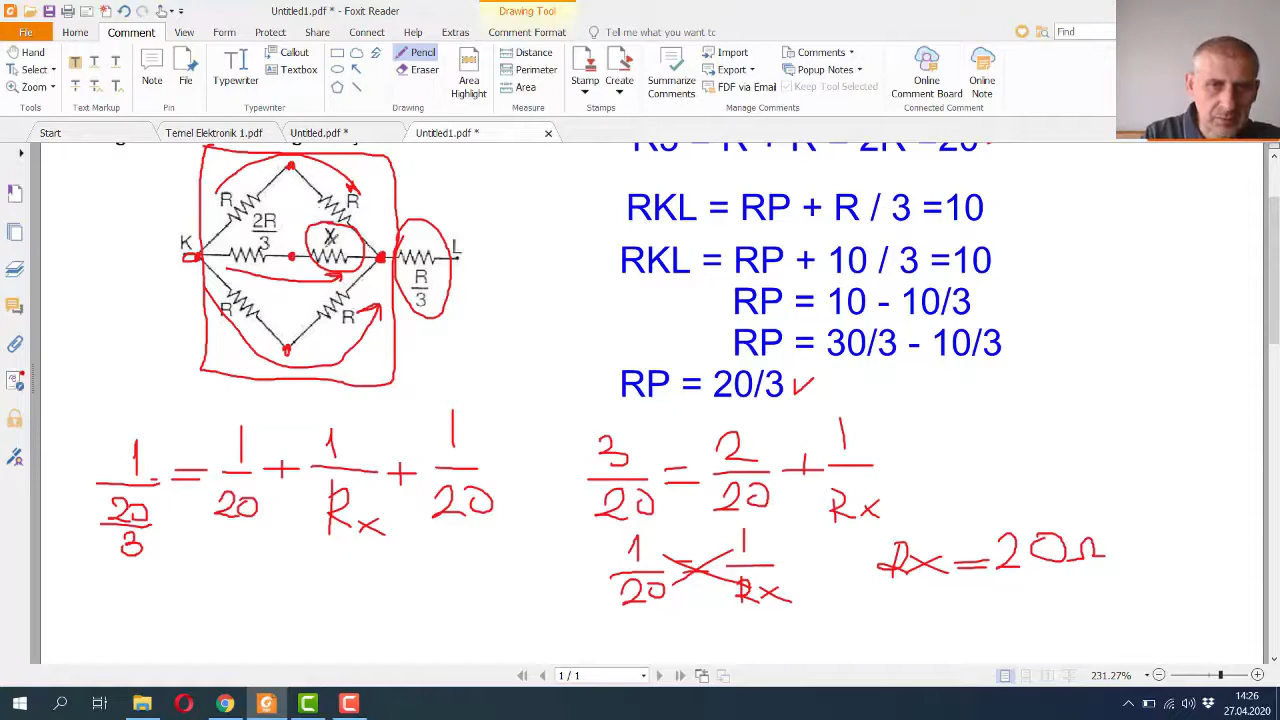 Untitled1.pdf * - Foxit Reader
Drawing Tool
File
Home
Comment
View
Form
Protect
Connect
Help
Extras
Comment Format
Tell me what you want tc
Find
Hand
Select
Zoom
Tools
Text Markup
Note
File
Pin
Typewriter
Callout
Textbox
Typewriter
Pencil
Eraser
Drawing
Area Highlight
Distance
Perimeter
Area
Measure
Stamp
Create
Stamps
Summarize Comments
Import
Export
FDF via Email
Comments
Popup Notes
Keep Tool Selected
Manage Comments
Online Comment Board
Online Note
Connected Comment
Start
Temel Elektronik 1.pdf
Untitled.pdf *
Untitled1.pdf *
R3 = R + R = 2R =20
RKL = RP + R / 3 =10
RKL = RP + 10 / 3 =10
RP = 10 - 10/3
RP = 30/3 - 10/3
RP = 20/3 ✓
R
R
2R
3
X
K
L
R
3
R
R
1/(20/3) = 1/20 + 1/Rx + 1/20
3/20 = 2/20 + 1/Rx
1/20 = 1/Rx
Rx = 20Ω
1 / 1
231.27%
14:26
27.04.2020